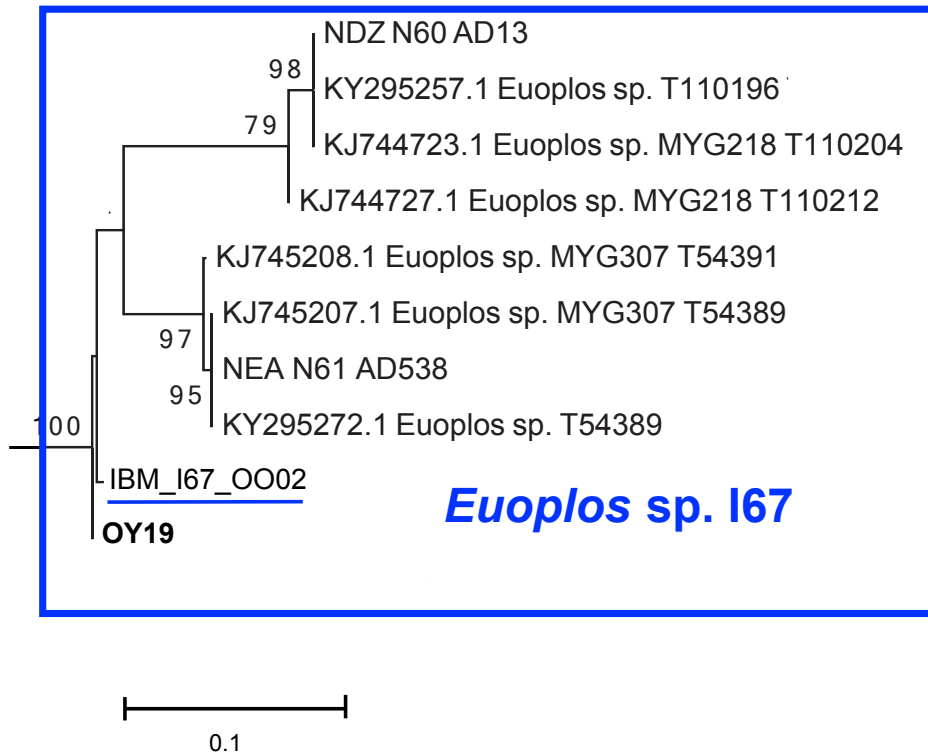 NDZ N60 AD13
98
KY295257.1 Euoplos sp. T110196
79
KJ744723.1 Euoplos sp. MYG218 T110204
KJ744727.1 Euoplos sp. MYG218 T110212
KJ745208.1 Euoplos sp. MYG307 T54391
KJ745207.1 Euoplos sp. MYG307 T54389
97
NEA N61 AD538
95
KY295272.1 Euoplos sp. T54389
100
IBM_I67_OO02
Euoplos sp. I67
OY19
0.1